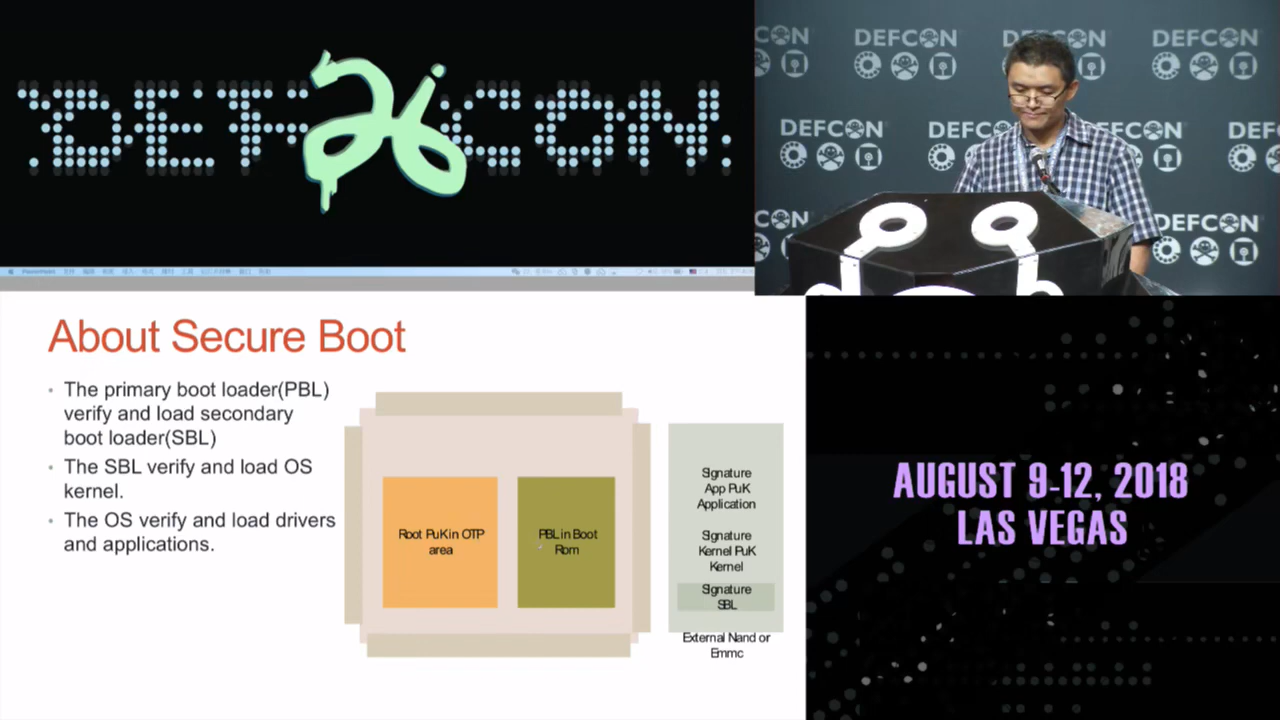 DEF 26 CON
DEFCON
DEFCON
DEFCON
DEFCON
DEFCON
About Secure Boot
• The primary boot loader(PBL)
verify and load secondary
boot loader(SBL)
• The SBL verify and load OS
kernel.
• The OS verify and load drivers
and applications.
Root PuK in OTP
area
PBL in Boot
Rom
Signature
App PuK
Application
Signature
Kernel PuK
Kernel
Signature
SBL
External Nand or
Emmc
AUGUST 9-12, 2018
LAS VEGAS